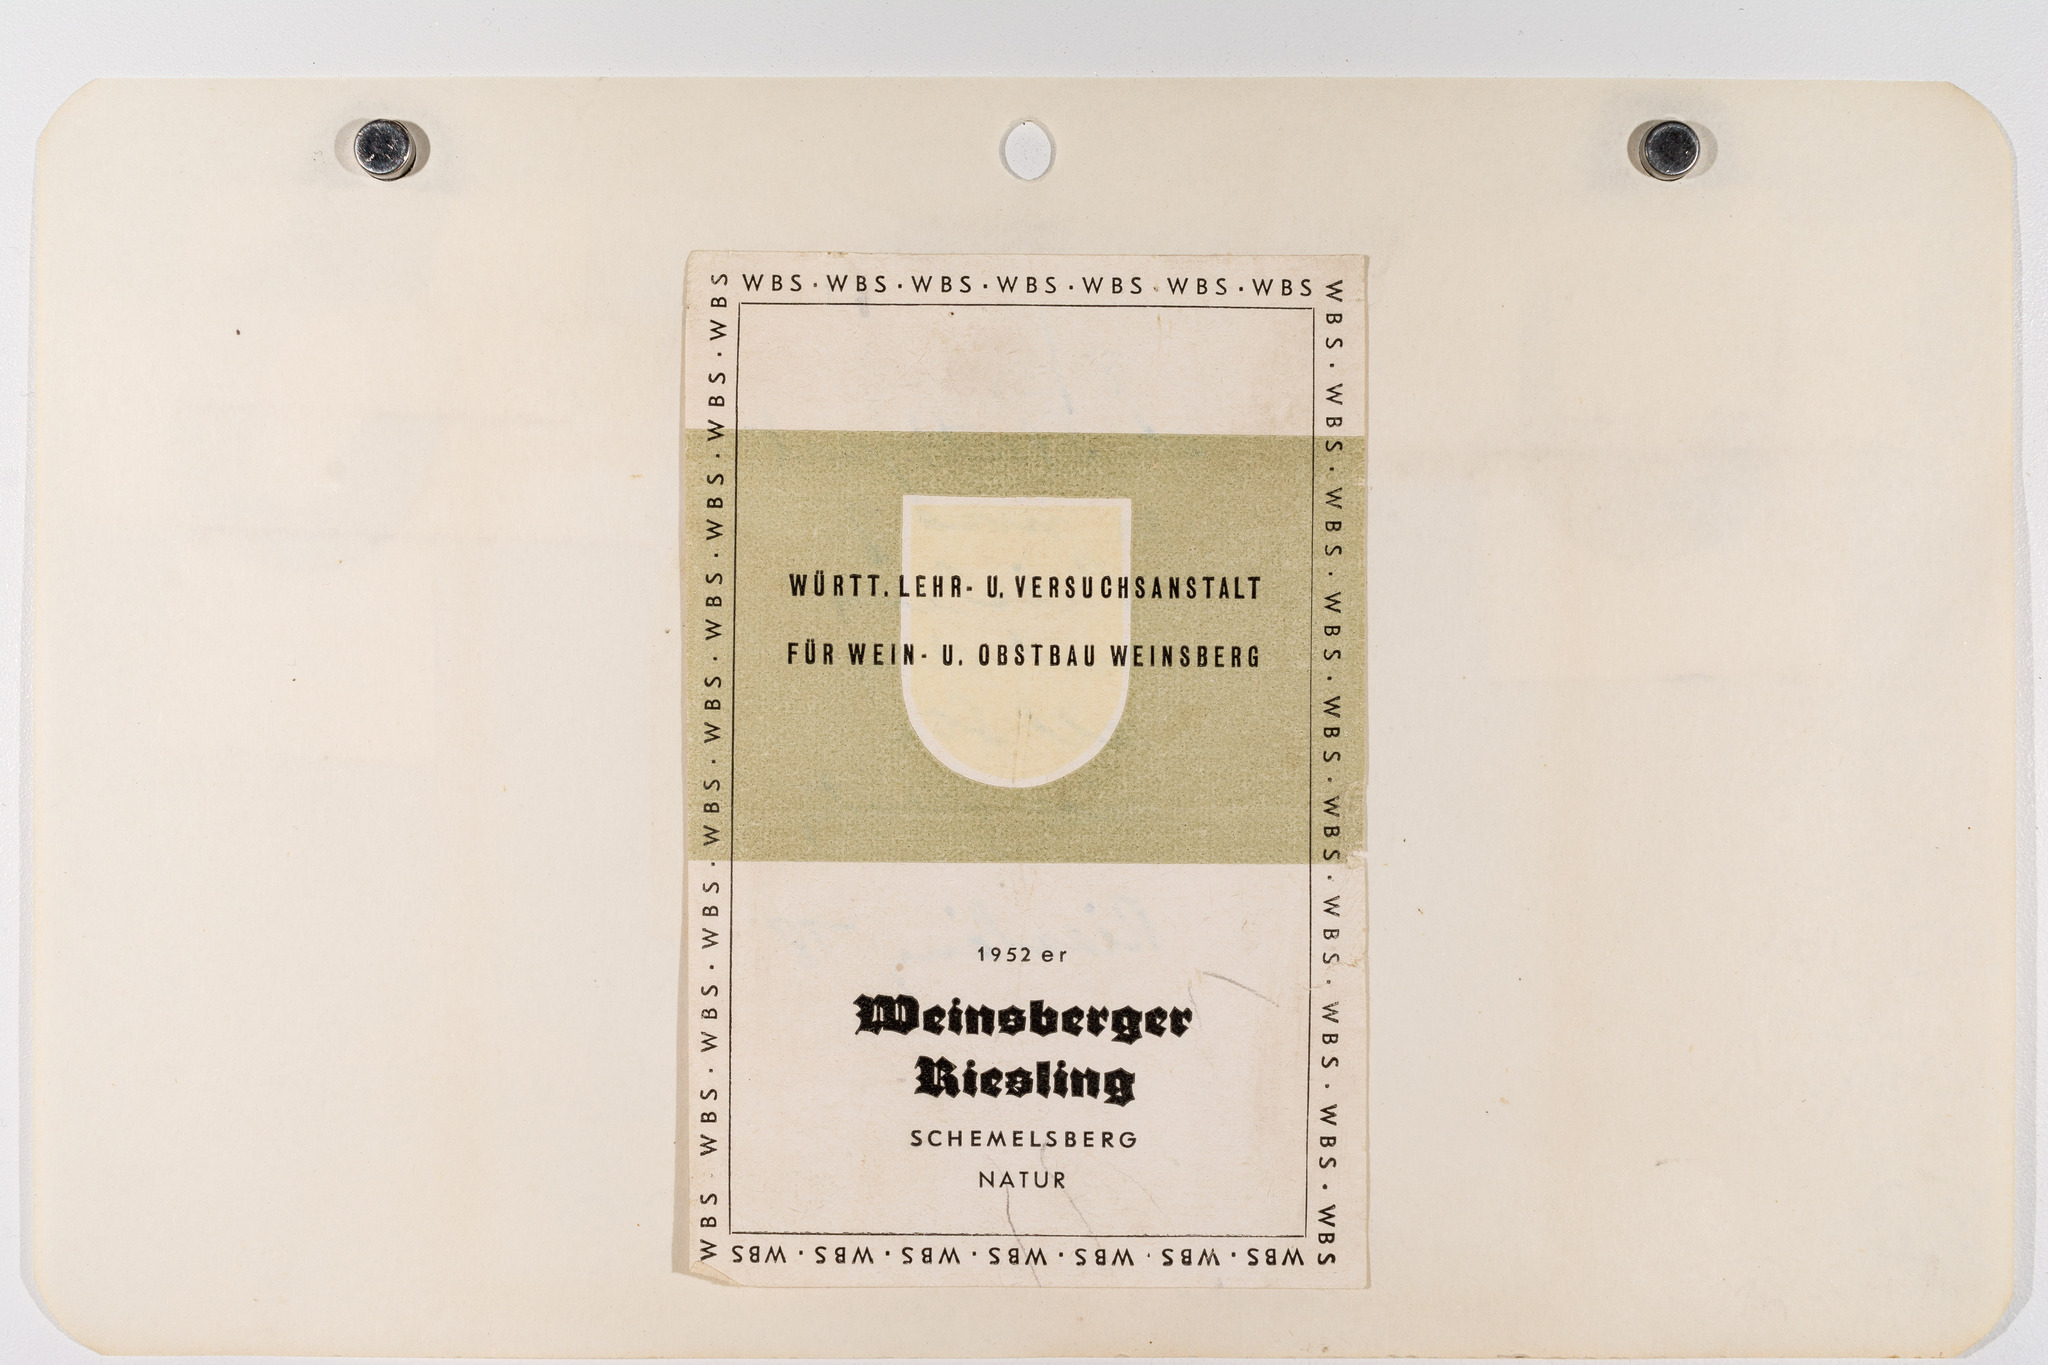 WBS · WBS · WBS · WBS · WBS · WBS · WBS
WBS · WBS · WBS · WBS · WBS · WBS · WBS · WBS · WBS · WBS
WBS · WBS · WBS · WBS · WBS · WBS · WBS · WBS · WBS · WBS
WÜRTT. LEHR- U. VERSUCHSANSTALT
FÜR WEIN- U. OBSTBAU WEINSBERG
1952 er
Weinsberger
Riesling
SCHEMELSBERG
NATUR
WBS · WBS · WBS · WBS · WBS · WBS · WBS